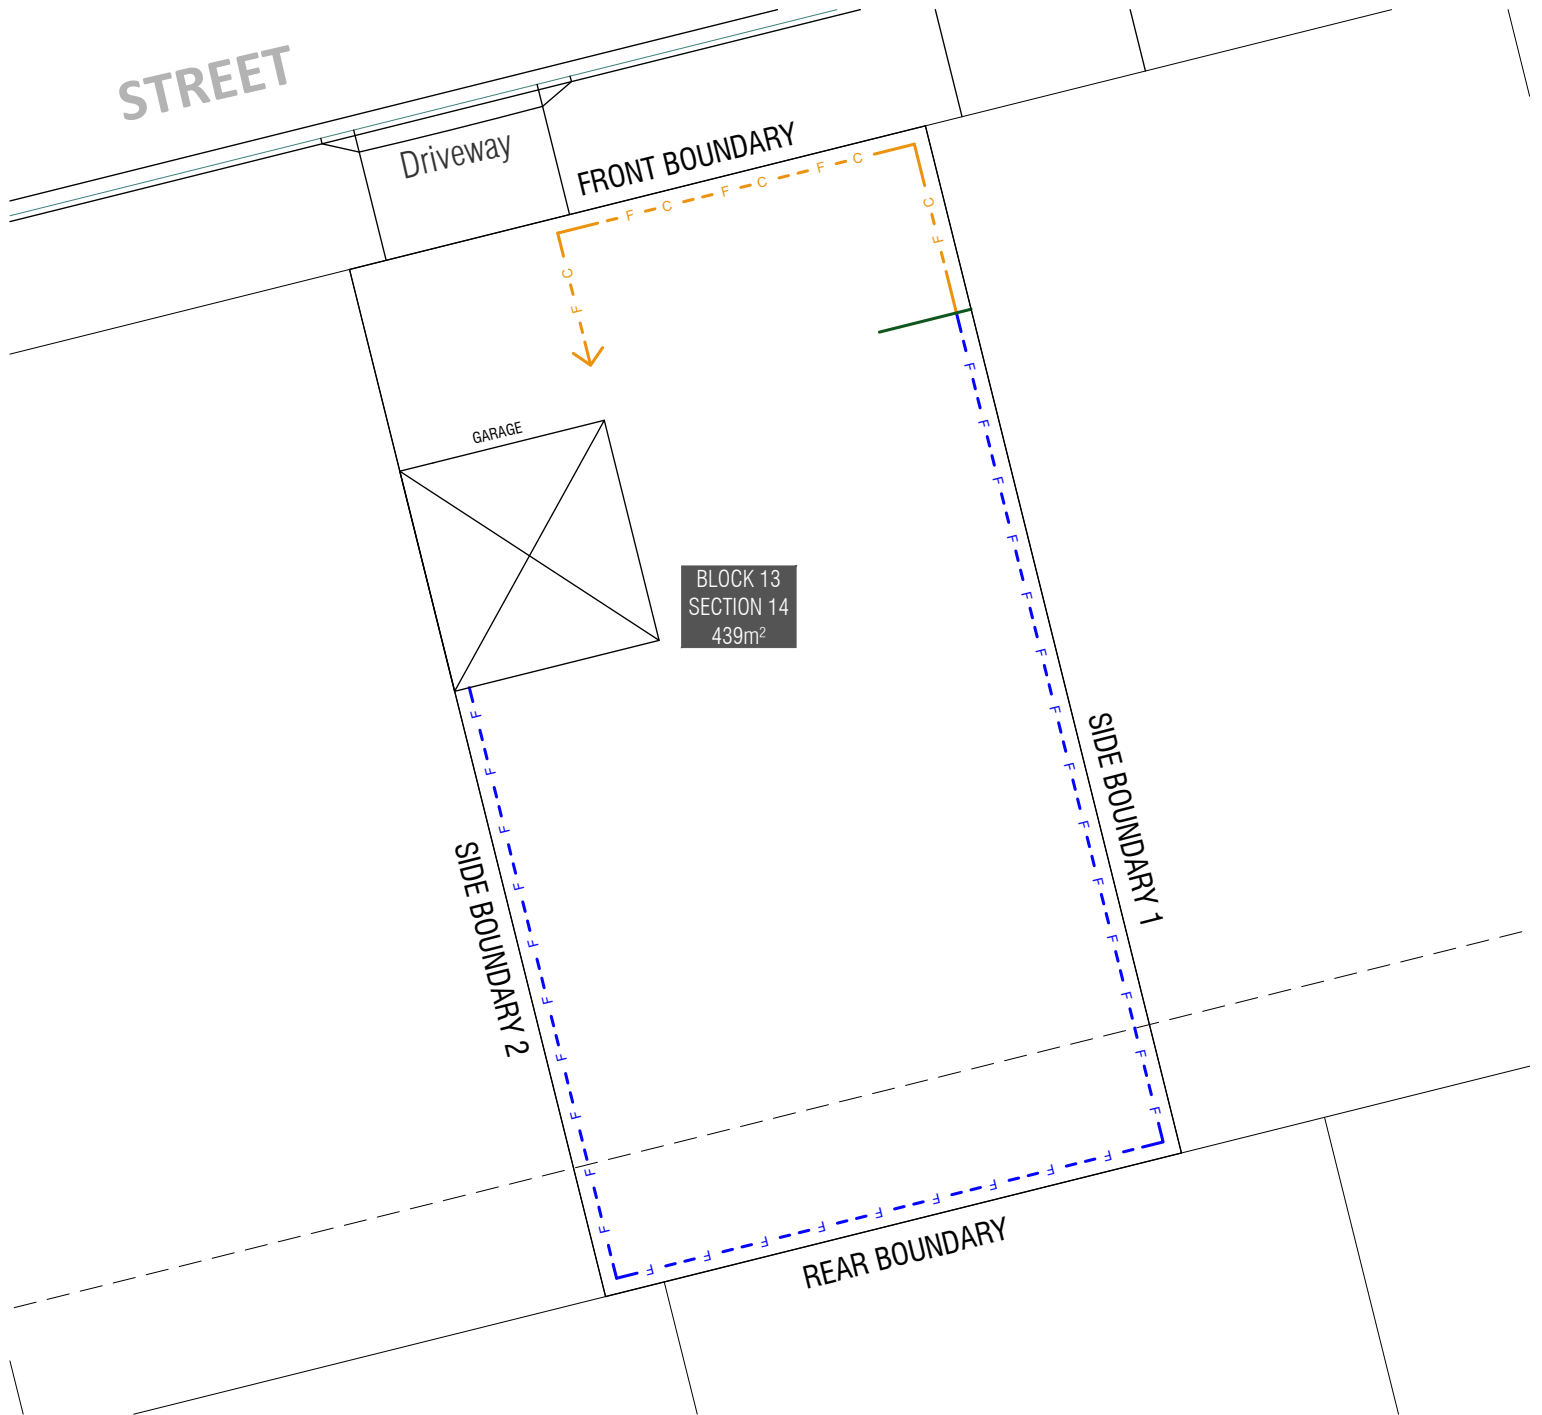 STREET
Driveway
FRONT BOUNDARY
F C F C F C
C F
C F
GARAGE
BLOCK 13
SECTION 14
439m²
F F F F F F F F F F F F F F
SIDE BOUNDARY 1
F F F F F F F F F F
SIDE BOUNDARY 2
F F F F F F F F F
REAR BOUNDARY